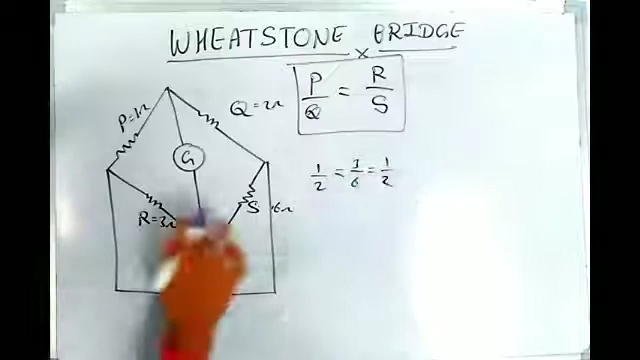 WHEATSTONE BRIDGE
P/Q = R/S
P=1Ω
Q=2Ω
G
1/2 = 3/6 = 1/2
R=3Ω
S 6Ω